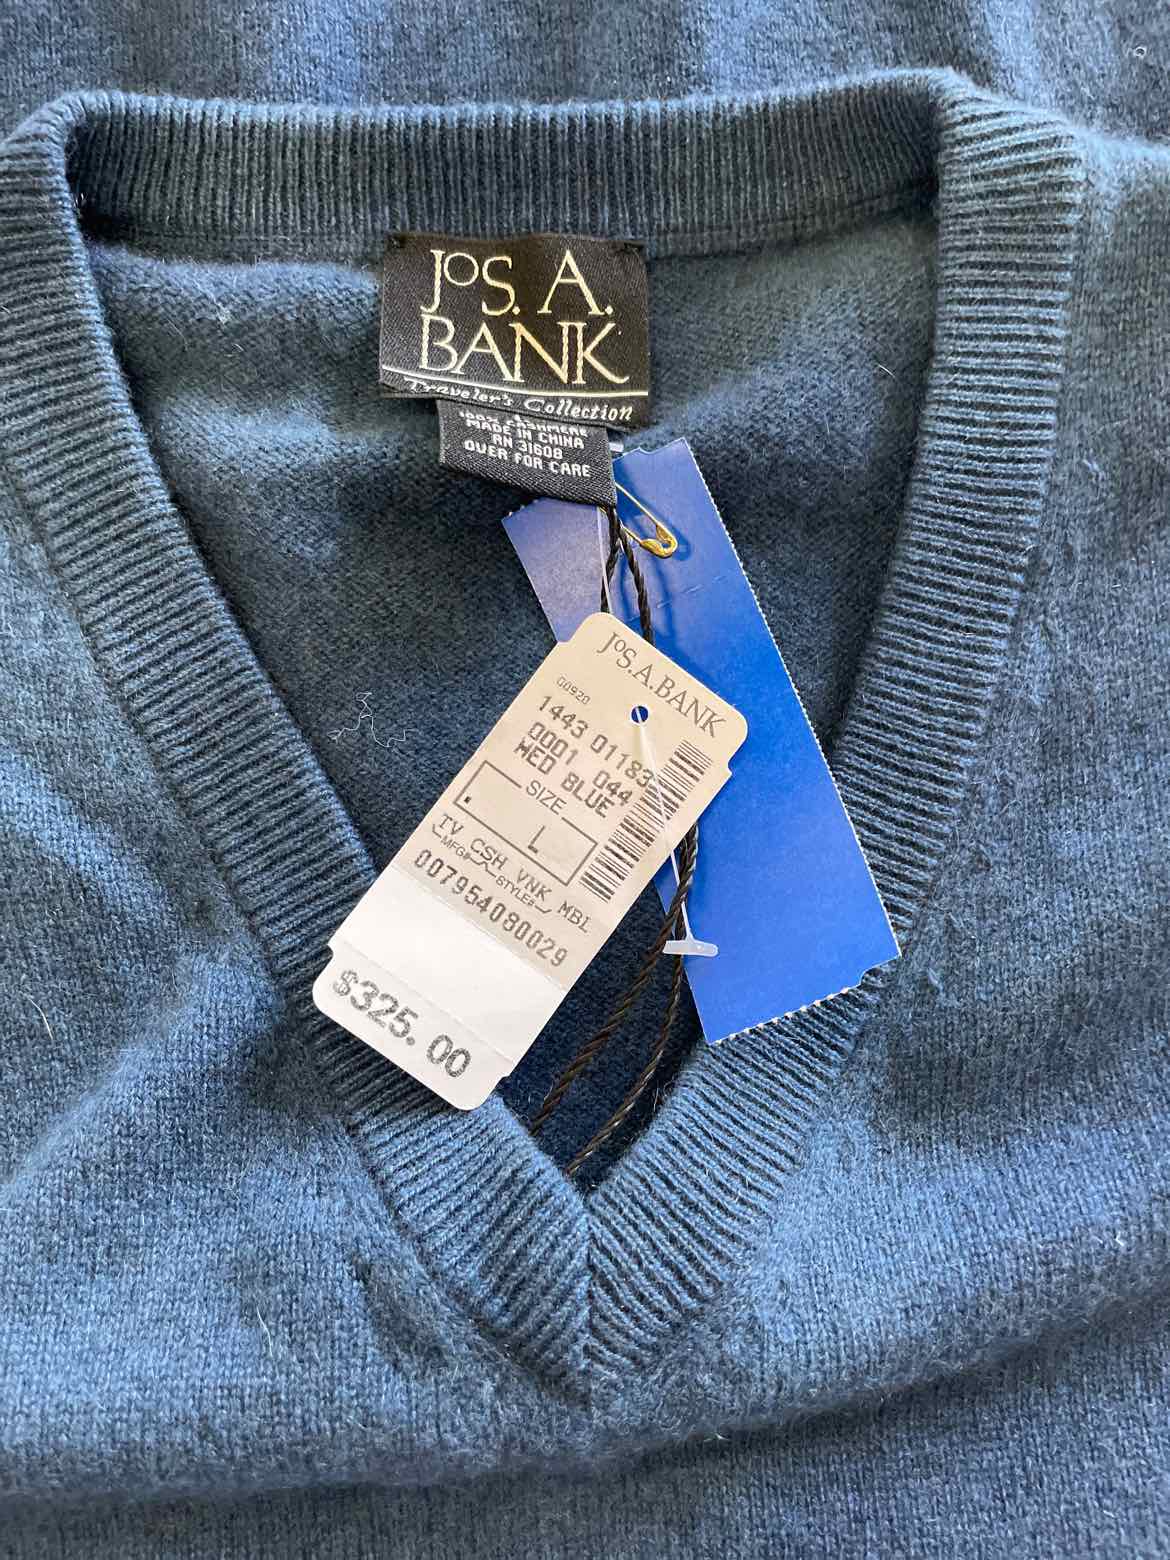 JOS. A.
BANK
Traveler's Collection
100% CASHMERE
MADE IN CHINA
RN 31608
OVER FOR CARE
JOS.A.BANK
G0920
1443 01183
0001 044
MED BLUE
SIZE
L
TV CSH VNK MBL
MFG# STYLE#
007954080029
$325.00